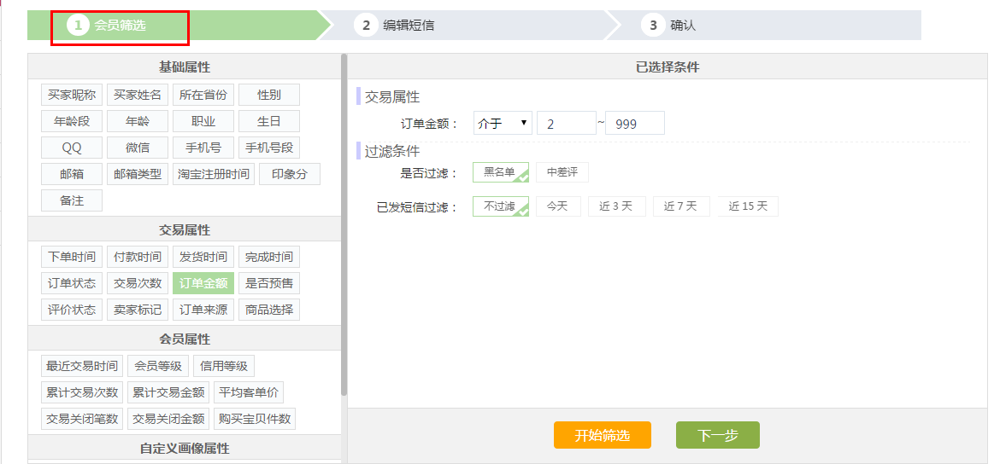 1 会员筛选 2 编辑短信 3 确认
基础属性
买家昵称 买家姓名 所在省份 性别
年龄段 年龄 职业 生日
QQ 微信 手机号 手机号段
邮箱 邮箱类型 淘宝注册时间 印象分
备注
交易属性
下单时间 付款时间 发货时间 完成时间
订单状态 交易次数 订单金额 是否预售
评价状态 卖家标记 订单来源 商品选择
会员属性
最近交易时间 会员等级 信用等级
累计交易次数 累计交易金额 平均客单价
交易关闭笔数 交易关闭金额 购买宝贝件数
自定义画像属性
已选择条件
交易属性
订单金额： 介于 2 ~ 999
过滤条件
是否过滤： 黑名单 中差评
已发短信过滤： 不过滤 今天 近 3 天 近 7 天 近 15 天
开始筛选 下一步